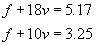 f + 18v = 5.17
f + 10v = 3.25